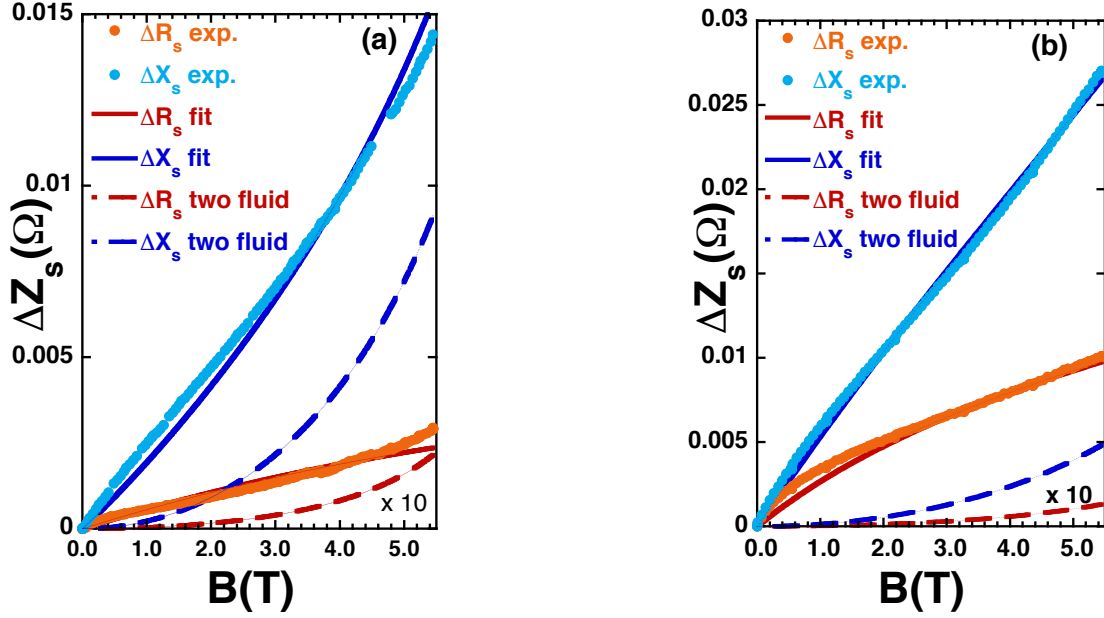 0.015
0.01
0.005
0
ΔZs (Ω)
(a)
ΔRs exp.
ΔXs exp.
ΔRs fit
ΔXs fit
ΔRs two fluid
ΔXs two fluid
x 10
0.0 1.0 2.0 3.0 4.0 5.0
B(T)
0.03
0.025
0.02
0.015
0.01
0.005
0
ΔZs (Ω)
(b)
ΔRs exp.
ΔXs exp.
ΔRs fit
ΔXs fit
ΔRs two fluid
ΔXs two fluid
x 10
0.0 1.0 2.0 3.0 4.0 5.0
B(T)